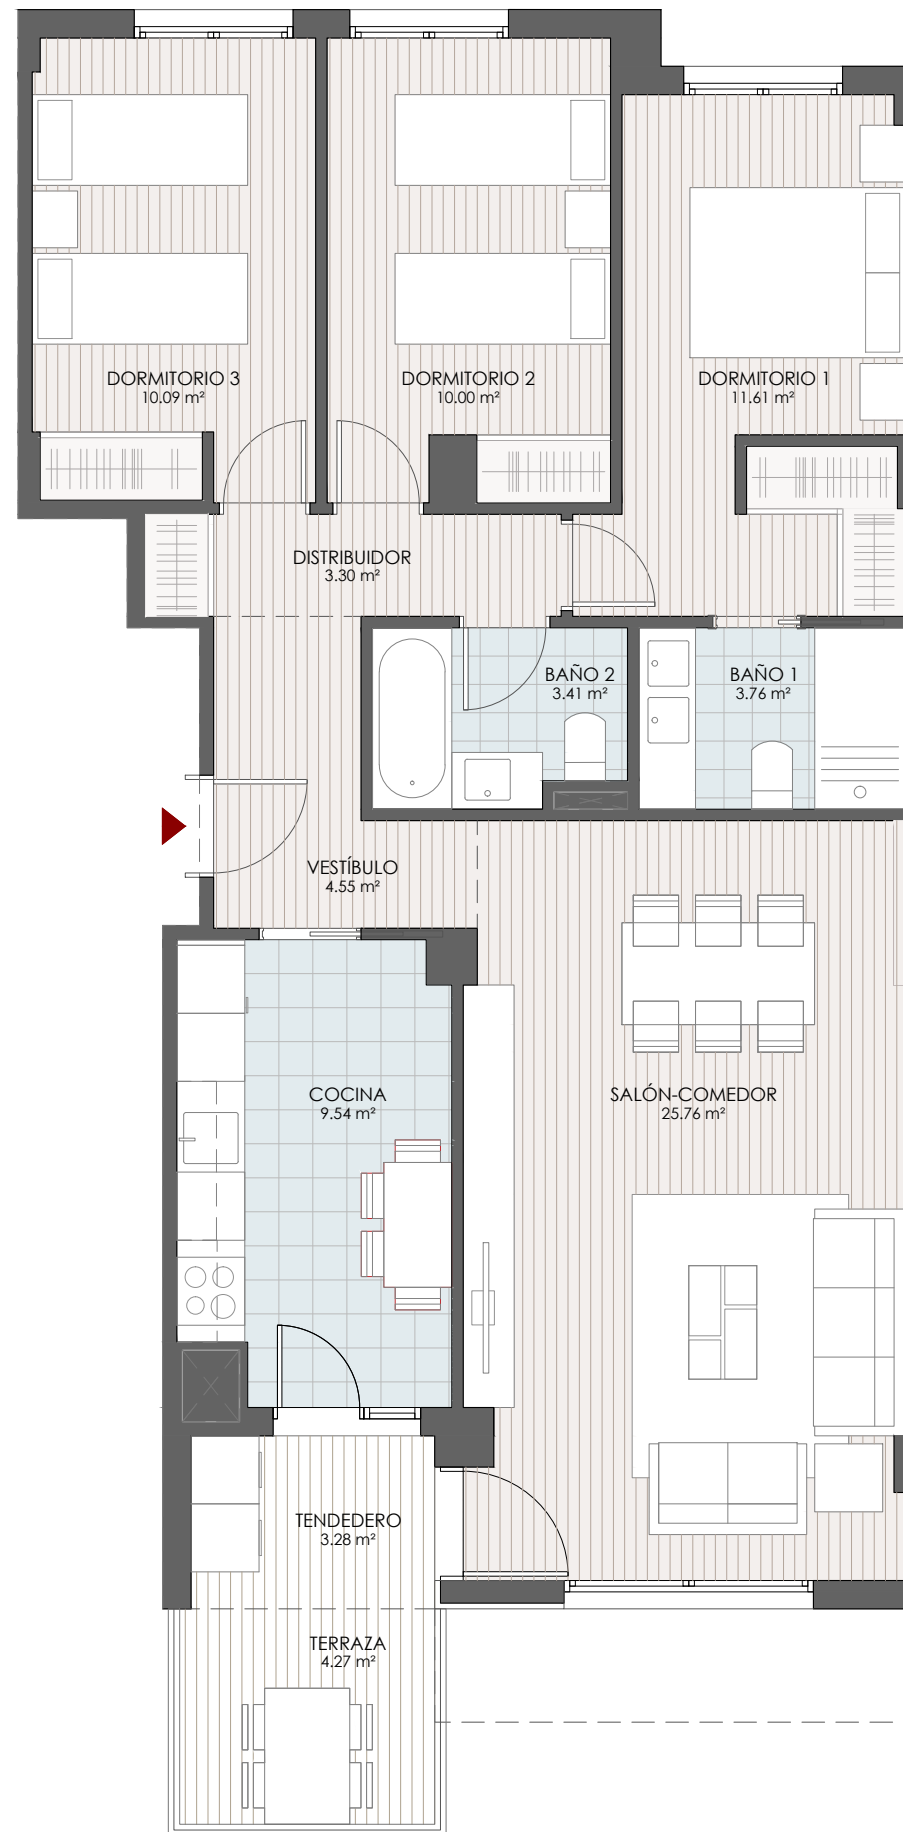 DORMITORIO 3
10.09 m²
DORMITORIO 2
10.00 m²
DORMITORIO 1
11.61 m²
DISTRIBUIDOR
3.30 m²
BAÑO 2
3.41 m²
BAÑO 1
3.76 m²
VESTÍBULO
4.55 m²
COCINA
9.54 m²
SALÓN-COMEDOR
25.76 m²
TENDEDERO
3.28 m²
TERRAZA
4.27 m²